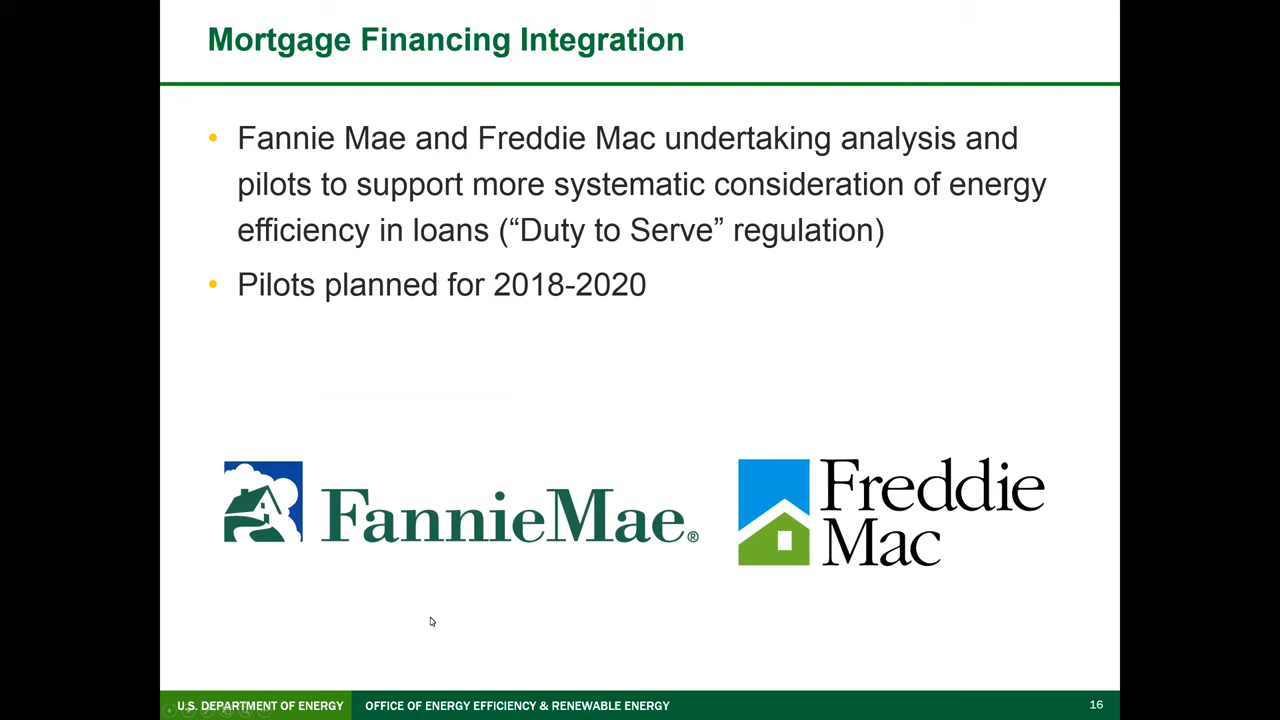 Mortgage Financing Integration
• Fannie Mae and Freddie Mac undertaking analysis and
pilots to support more systematic consideration of energy
efficiency in loans (“Duty to Serve” regulation)
• Pilots planned for 2018-2020
FannieMae®
Freddie
Mac
U.S. DEPARTMENT OF ENERGY
OFFICE OF ENERGY EFFICIENCY & RENEWABLE ENERGY
16